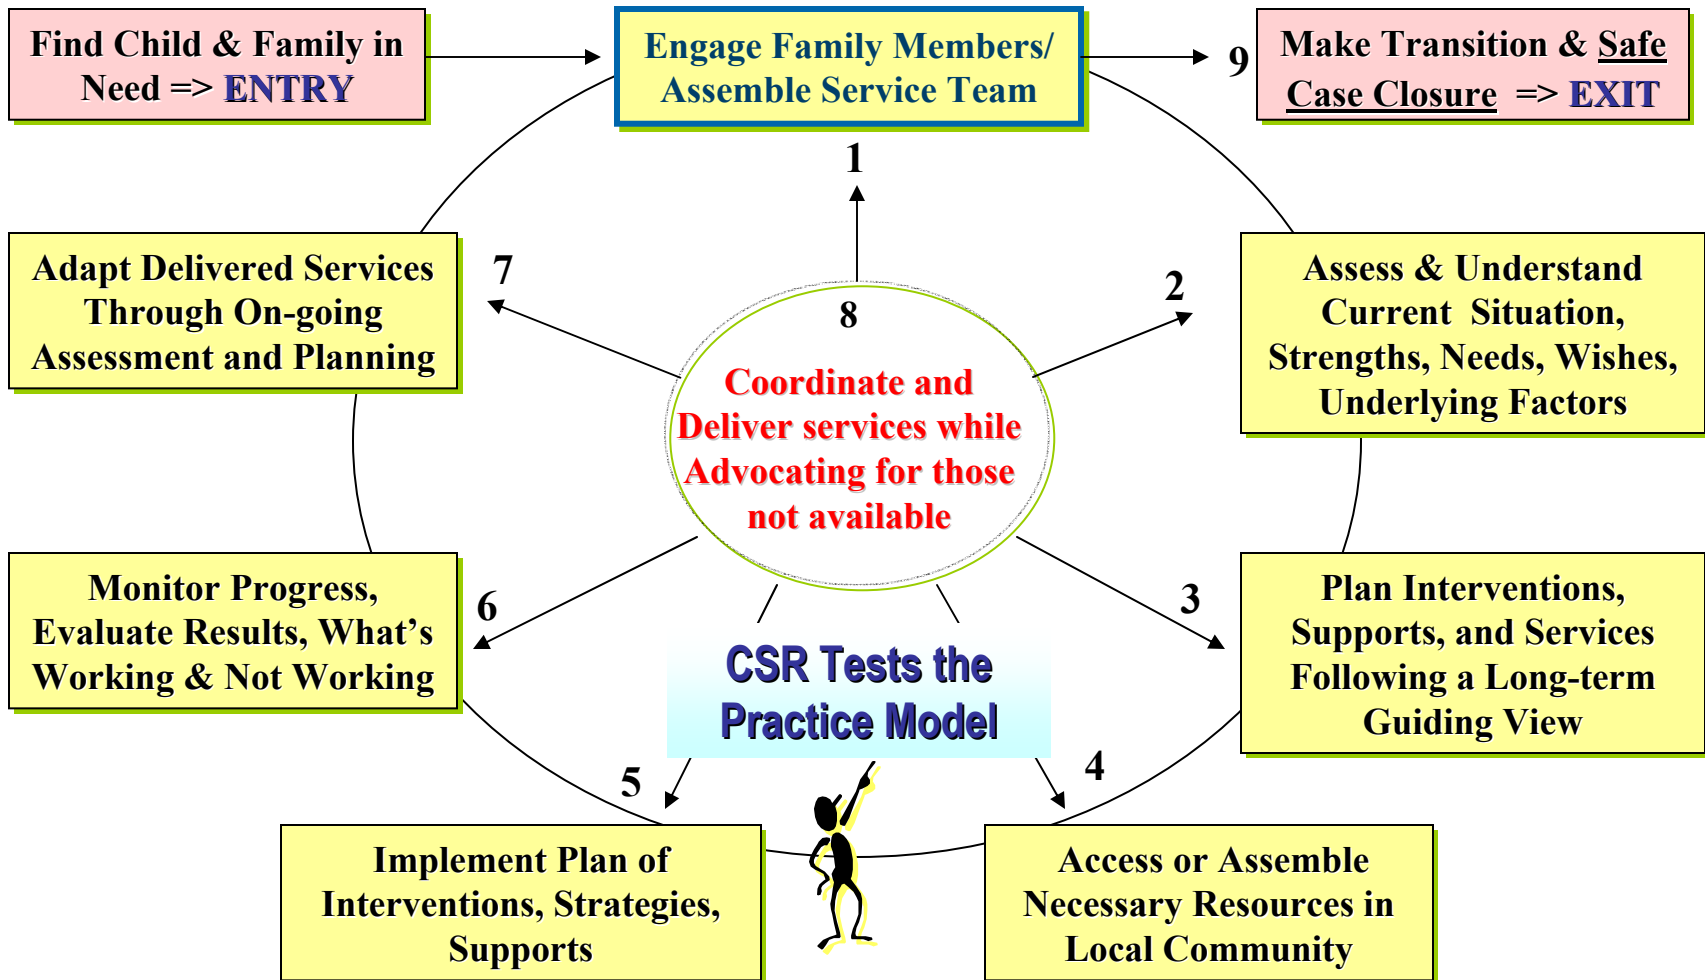 Find Child & Family in
Need => ENTRY
Engage Family Members/
Assemble Service Team
9
Make Transition & Safe
Case Closure => EXIT
1
Adapt Delivered Services
Through On-going
Assessment and Planning
7
2
Assess & Understand
Current Situation,
Strengths, Needs, Wishes,
Underlying Factors
8
Coordinate and
Deliver services while
Advocating for those
not available
Monitor Progress,
Evaluate Results, What's
Working & Not Working
6
3
Plan Interventions,
Supports, and Services
Following a Long-term
Guiding View
CSR Tests the
Practice Model
5
4
Implement Plan of
Interventions, Strategies,
Supports
Access or Assemble
Necessary Resources in
Local Community